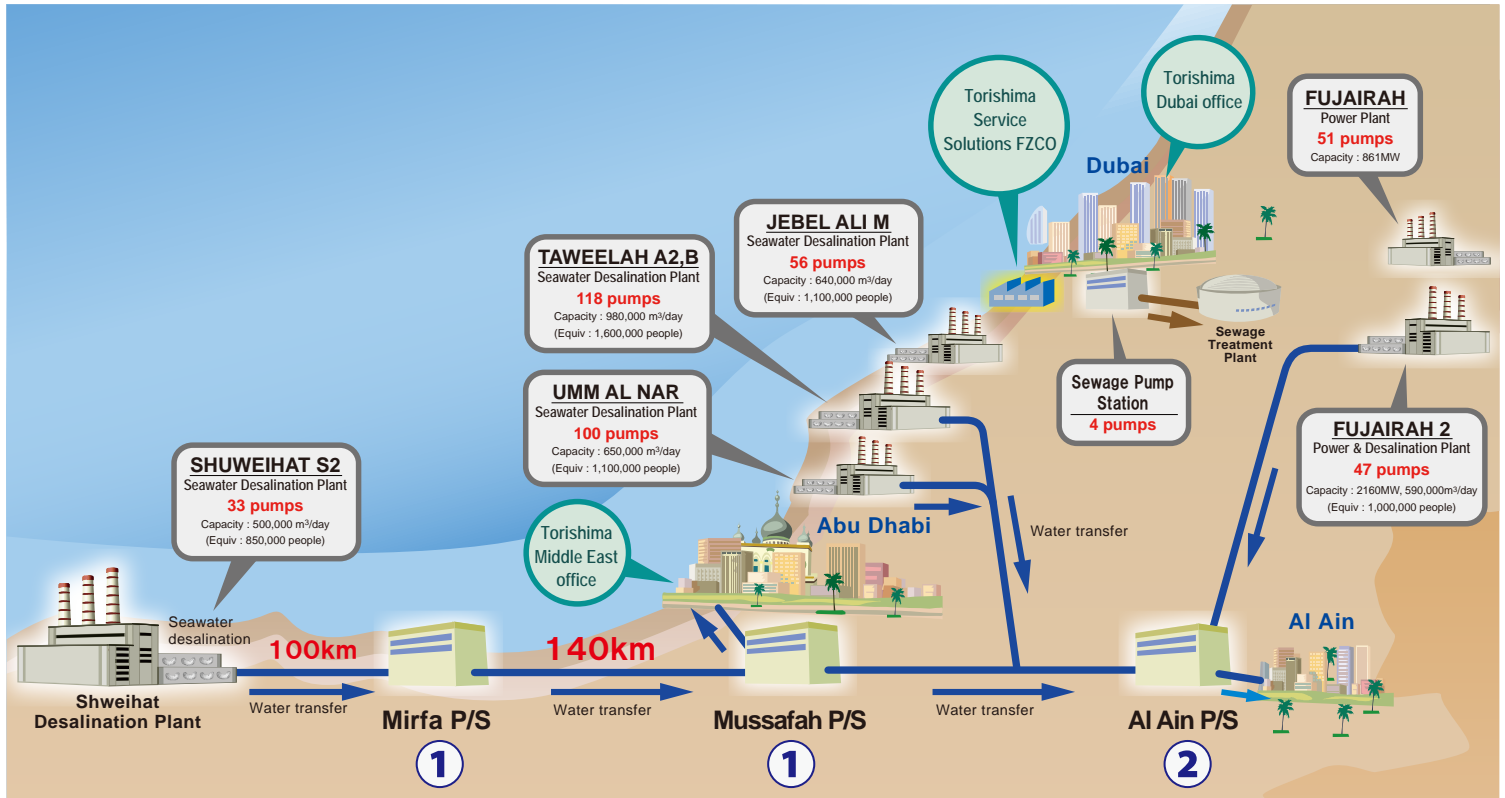 Torishima
Service
Solutions FZCO
Torishima
Dubai office
FUJAIRAH
Power Plant
51 pumps
Capacity : 861MW
Dubai
JEBEL ALI M
Seawater Desalination Plant
56 pumps
Capacity : 640,000 m³/day
(Equiv : 1,100,000 people)
TAWEELAH A2,B
Seawater Desalination Plant
118 pumps
Capacity : 980,000 m³/day
(Equiv : 1,600,000 people)
Sewage
Treatment
Plant
UMM AL NAR
Seawater Desalination Plant
100 pumps
Capacity : 650,000 m³/day
(Equiv : 1,100,000 people)
Sewage Pump
Station
4 pumps
FUJAIRAH 2
Power & Desalination Plant
47 pumps
Capacity : 2160MW, 590,000m³/day
(Equiv : 1,000,000 people)
SHUWEIHAT S2
Seawater Desalination Plant
33 pumps
Capacity : 500,000 m³/day
(Equiv : 850,000 people)
Torishima
Middle East
office
Abu Dhabi
Water transfer
Seawater
desalination
Al Ain
100km
140km
Shweihat
Desalination Plant
Water transfer
Mirfa P/S
Water transfer
Mussafah P/S
Water transfer
Al Ain P/S
1
1
2